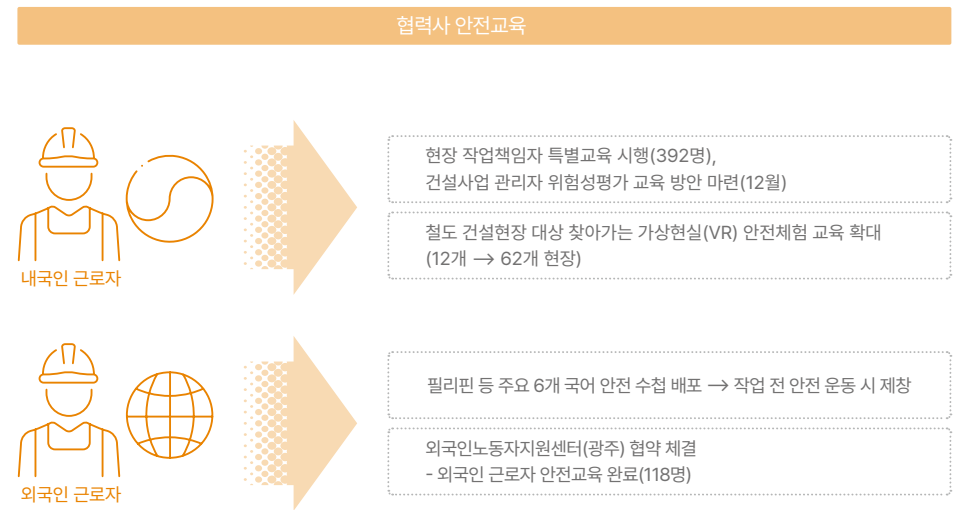 협력사 안전교육
내국인 근로자
현장 작업책임자 특별교육 시행(392명),
건설사업 관리자 위험성평가 교육 방안 마련(12월)
철도 건설현장 대상 찾아가는 가상현실(VR) 안전체험 교육 확대
(12개 → 62개 현장)
외국인 근로자
필리핀 등 주요 6개 국어 안전 수첩 배포 → 작업 전 안전 운동 시 제창
외국인노동자지원센터(광주) 협약 체결
- 외국인 근로자 안전교육 완료(118명)